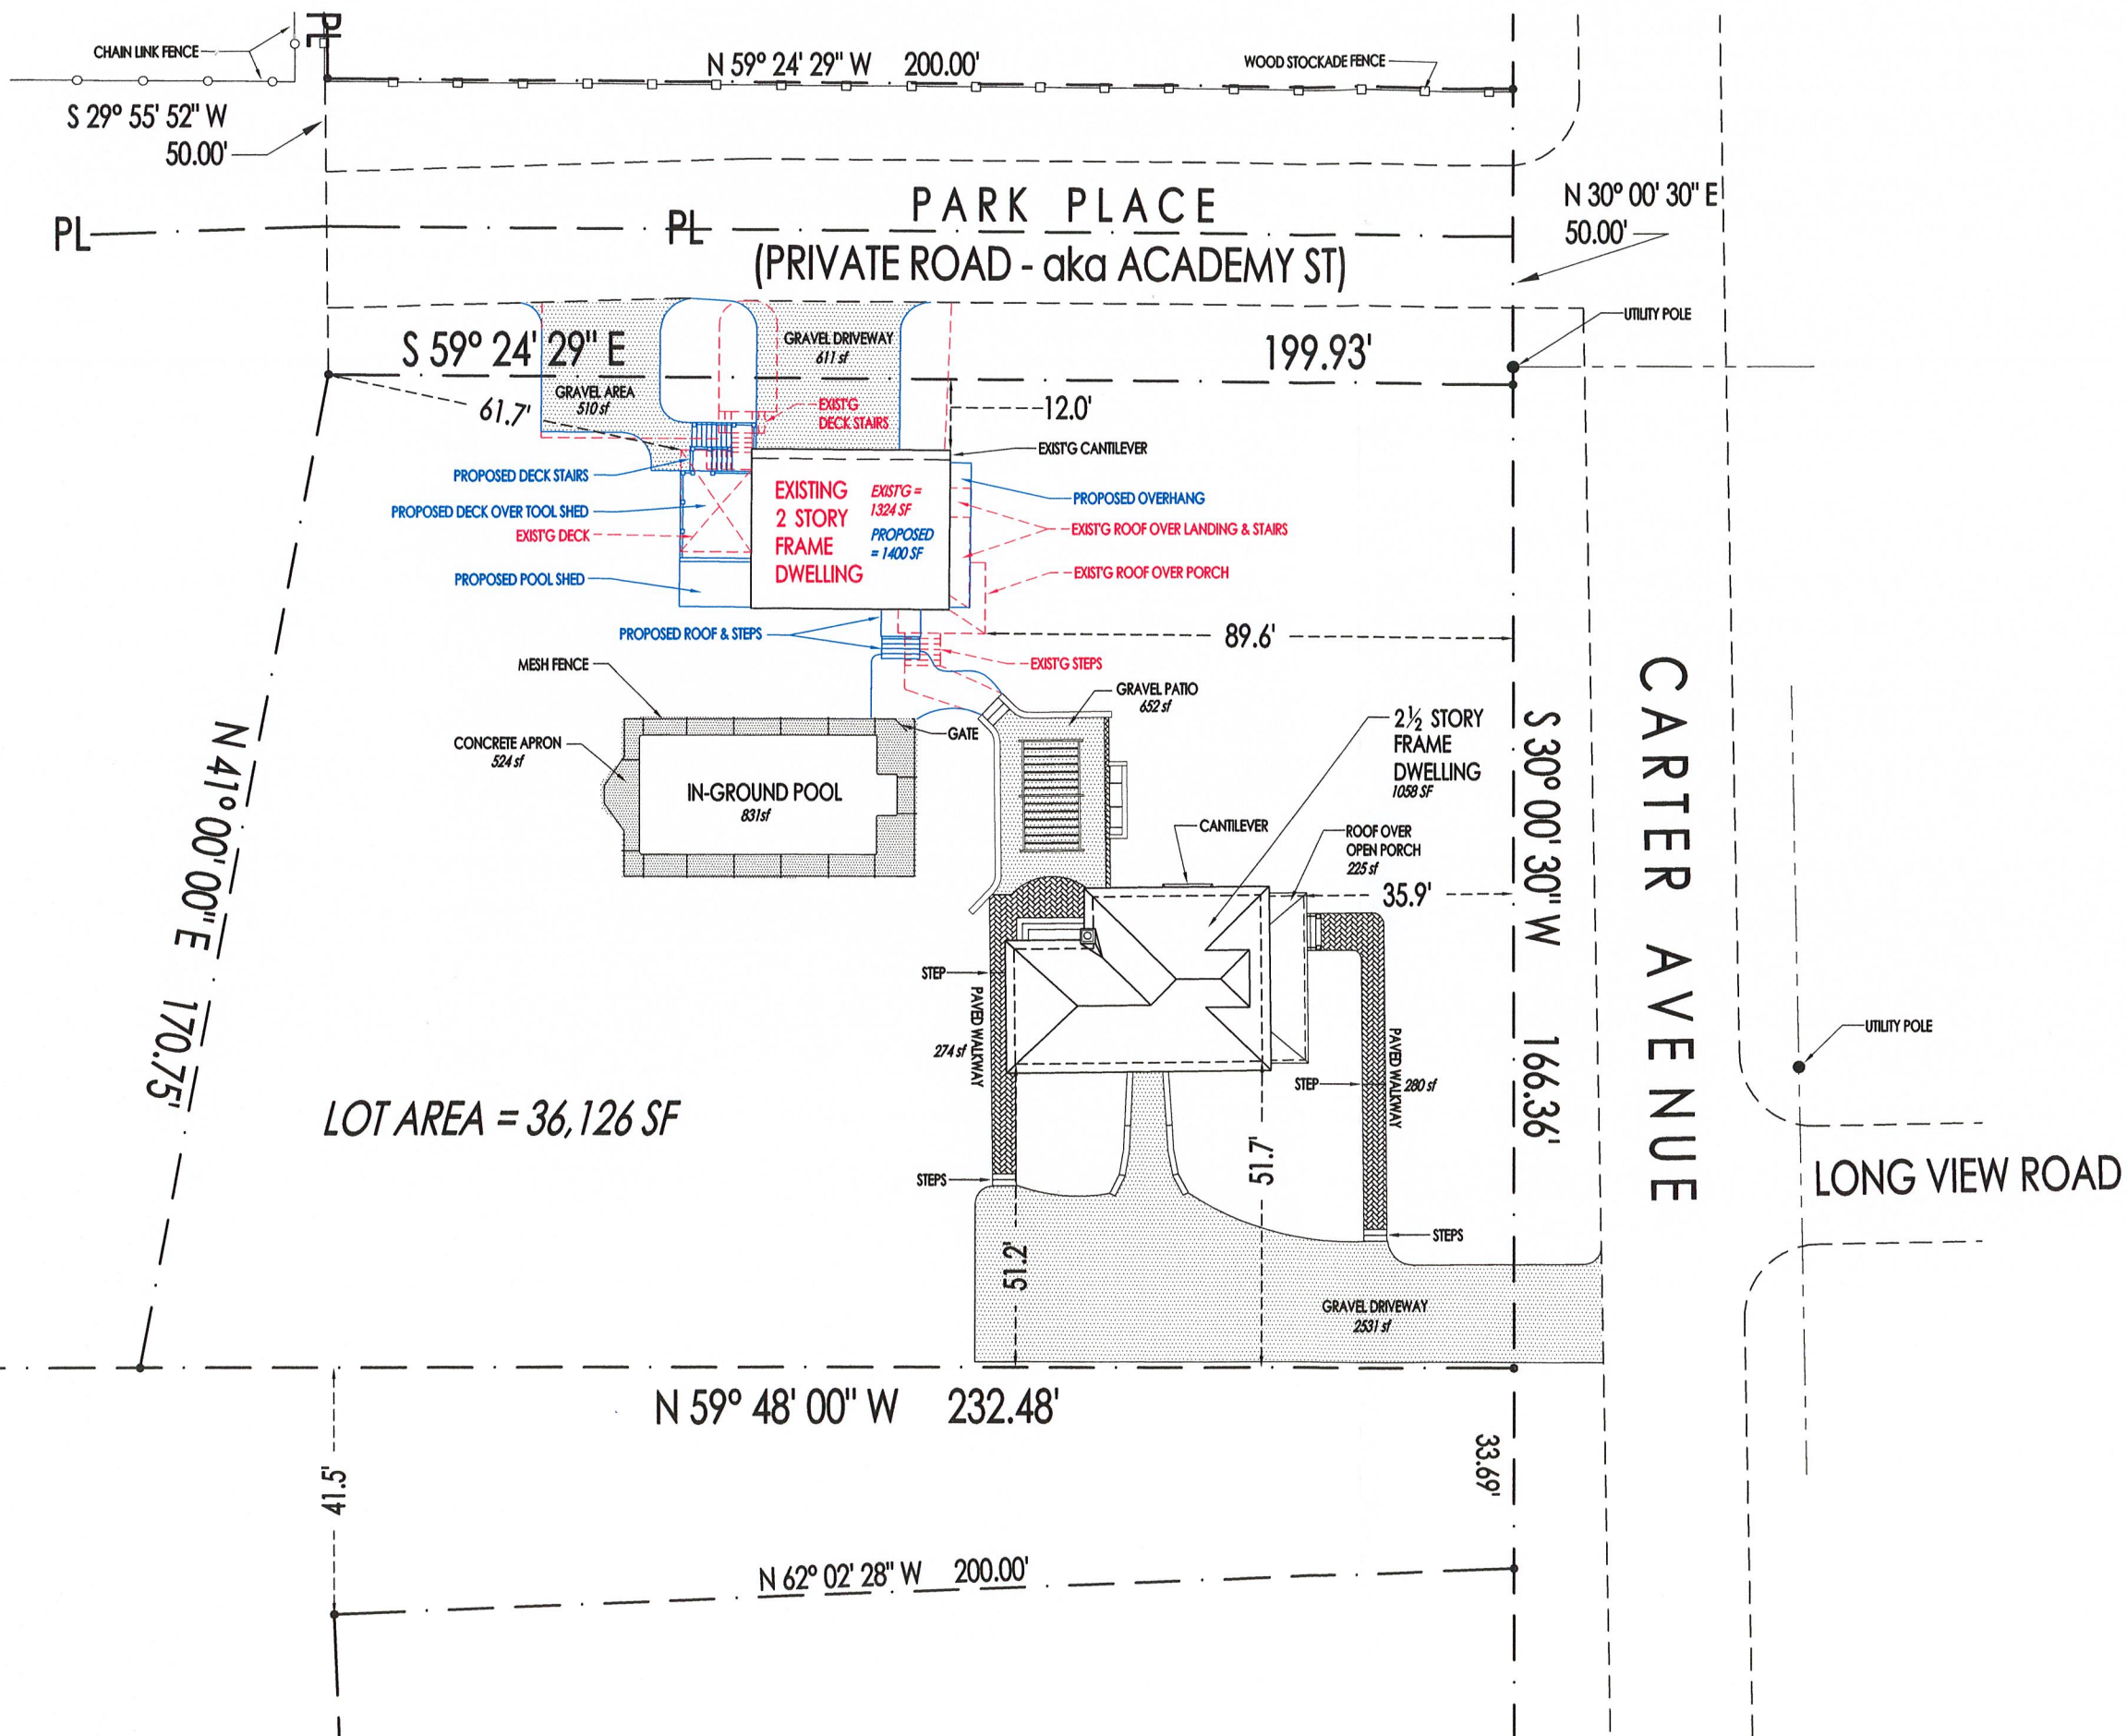 PL
CHAIN LINK FENCE
N 59° 24' 29" W 200.00'
WOOD STOCKADE FENCE
S 29° 55' 52" W
50.00'
PARK PLACE
N 30° 00' 30" E
50.00'
PL
PL
(PRIVATE ROAD - aka ACADEMY ST)
UTILITY POLE
S 59° 24' 29" E
GRAVEL DRIVEWAY
611 sf
199.93'
GRAVEL AREA
510 sf
61.7'
EXIST'G
DECK STAIRS
12.0'
EXIST'G CANTILEVER
PROPOSED DECK STAIRS
EXISTING
2 STORY
FRAME
DWELLING
EXIST'G =
1324 SF
PROPOSED
= 1400 SF
PROPOSED OVERHANG
PROPOSED DECK OVER TOOL SHED
EXIST'G DECK
EXIST'G ROOF OVER LANDING & STAIRS
PROPOSED POOL SHED
EXIST'G ROOF OVER PORCH
PROPOSED ROOF & STEPS
89.6'
MESH FENCE
EXIST'G STEPS
GRAVEL PATIO
652 sf
CONCRETE APRON
524 sf
GATE
2½ STORY
FRAME
DWELLING
1058 SF
IN-GROUND POOL
831sf
CANTILEVER
ROOF OVER
OPEN PORCH
225 sf
35.9'
S 30° 00' 30" W 166.36'
CARTER AVENUE
N 41° 00' 00" E 170.75'
STEP
PAVED WALKWAY
274 sf
STEP
PAVED WALKWAY
280 sf
UTILITY POLE
LOT AREA = 36,126 SF
51.7'
LONG VIEW ROAD
STEPS
STEPS
51.2'
GRAVEL DRIVEWAY
2531 sf
N 59° 48' 00" W 232.48'
41.5'
33.69'
N 62° 02' 28" W 200.00'